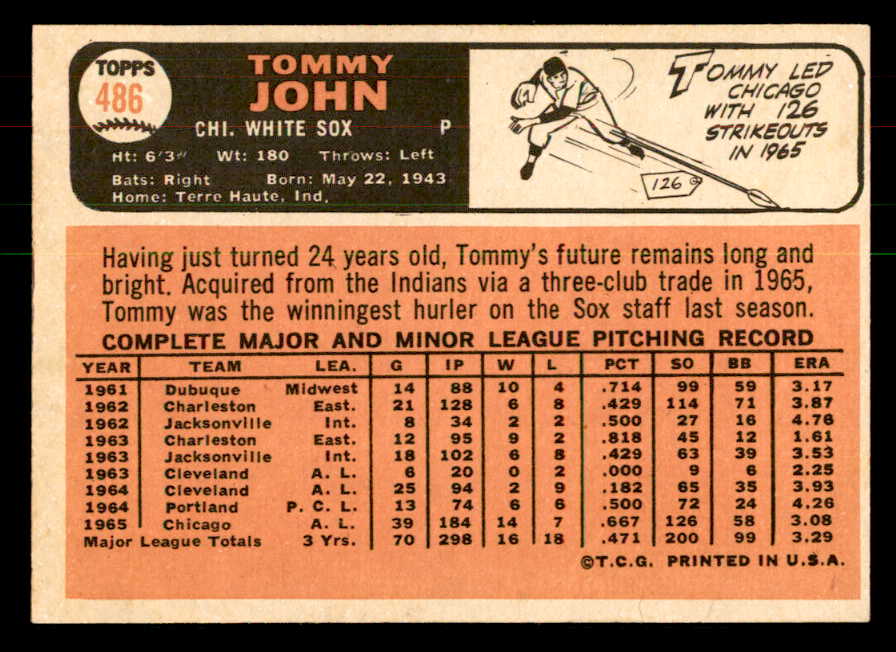 TOPPS
486
TOMMY
JOHN
CHI. WHITE SOX P
Ht: 6'3" Wt: 180 Throws: Left
Bats: Right Born: May 22, 1943
Home: Terre Haute, Ind.
TOMMY LED
CHICAGO
WITH 126
STRIKEOUTS
IN 1965
126
Having just turned 24 years old, Tommy's future remains long and
bright. Acquired from the Indians via a three-club trade in 1965,
Tommy was the winningest hurler on the Sox staff last season.
COMPLETE MAJOR AND MINOR LEAGUE PITCHING RECORD
YEAR TEAM LEA. G IP W L PCT SO BB ERA
1961 Dubuque Midwest 14 88 10 4 .714 99 59 3.17
1962 Charleston East. 21 128 6 8 .429 114 71 3.87
1962 Jacksonville Int. 8 34 2 2 .500 27 16 4.76
1963 Charleston East. 12 95 9 2 .818 45 12 1.61
1963 Jacksonville Int. 18 102 6 8 .429 63 39 3.53
1963 Cleveland A. L. 6 20 0 2 .000 9 6 2.25
1964 Cleveland A. L. 25 94 2 9 .182 65 35 3.93
1964 Portland P. C. L. 13 74 6 6 .500 72 24 4.26
1965 Chicago A. L. 39 184 14 7 .667 126 58 3.08
Major League Totals 3 Yrs. 70 298 16 18 .471 200 99 3.29
©T.C.G. PRINTED IN U.S.A.